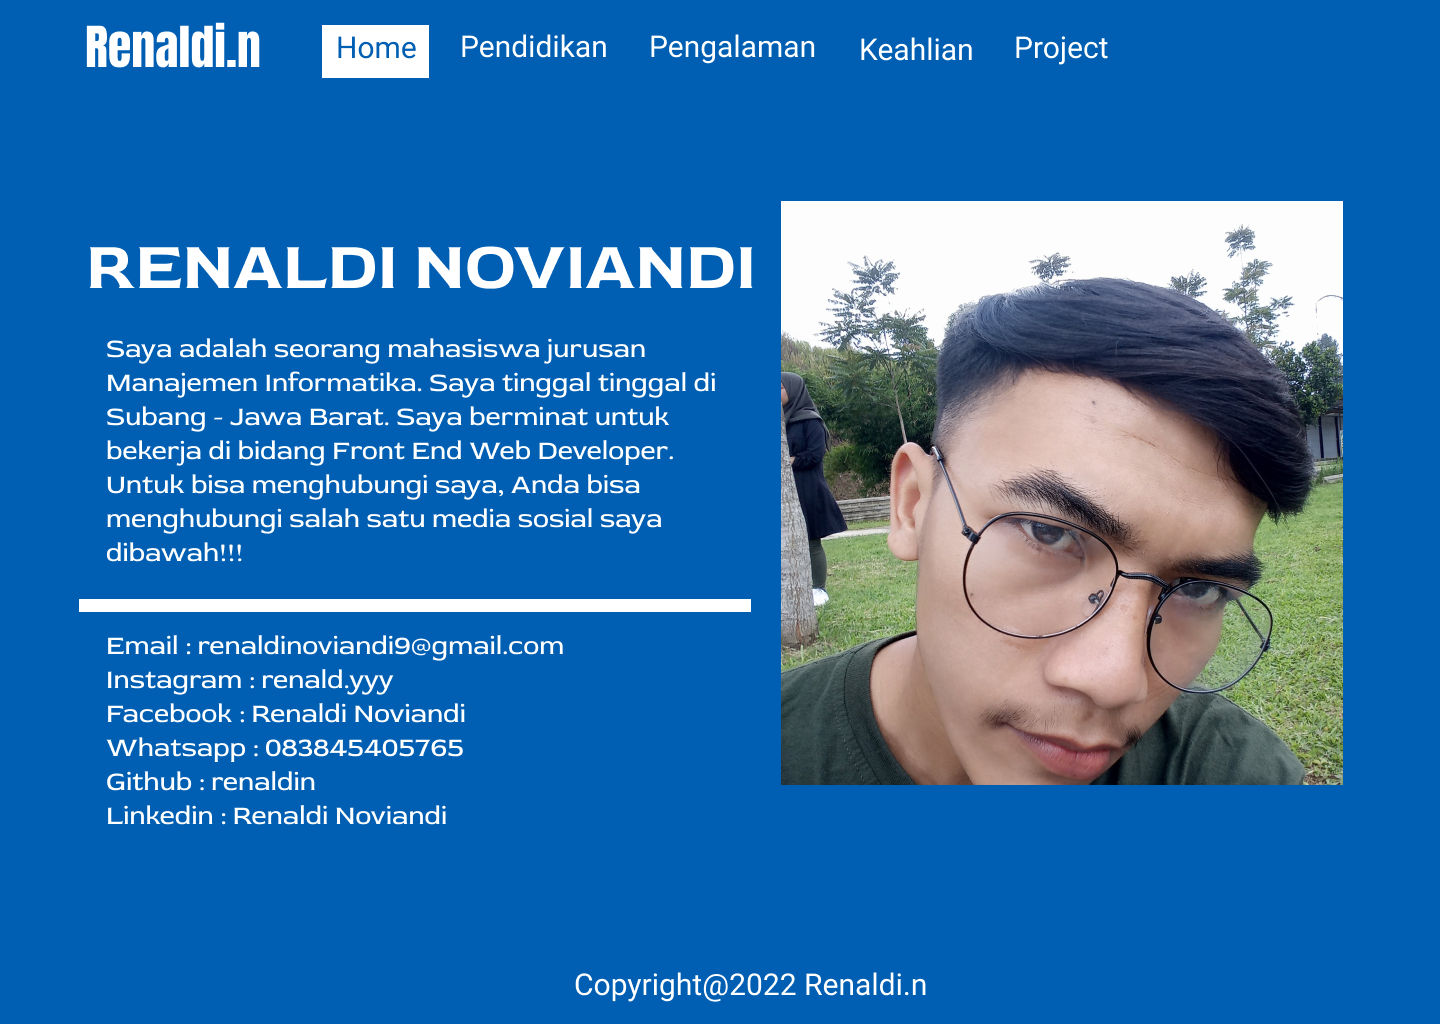 Renaldi.n
Home Pendidikan Pengalaman Keahlian Project
RENALDI NOVIANDI
Saya adalah seorang mahasiswa jurusan
Manajemen Informatika. Saya tinggal tinggal di
Subang - Jawa Barat. Saya berminat untuk
bekerja di bidang Front End Web Developer.
Untuk bisa menghubungi saya, Anda bisa
menghubungi salah satu media sosial saya
dibawah!!!
Email : renaldinoviandi9@gmail.com
Instagram : renald.yyy
Facebook : Renaldi Noviandi
Whatsapp : 083845405765
Github : renaldin
Linkedin : Renaldi Noviandi
Copyright@2022 Renaldi.n